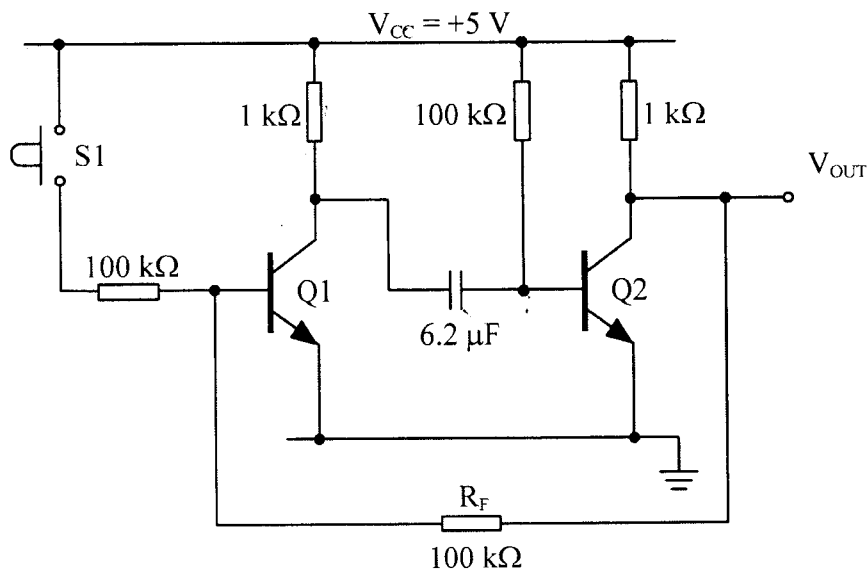 V_CC = +5 V
1 kΩ
100 kΩ
1 kΩ
S1
V_OUT
100 kΩ
Q1
Q2
6.2 μF
R_F
100 kΩ